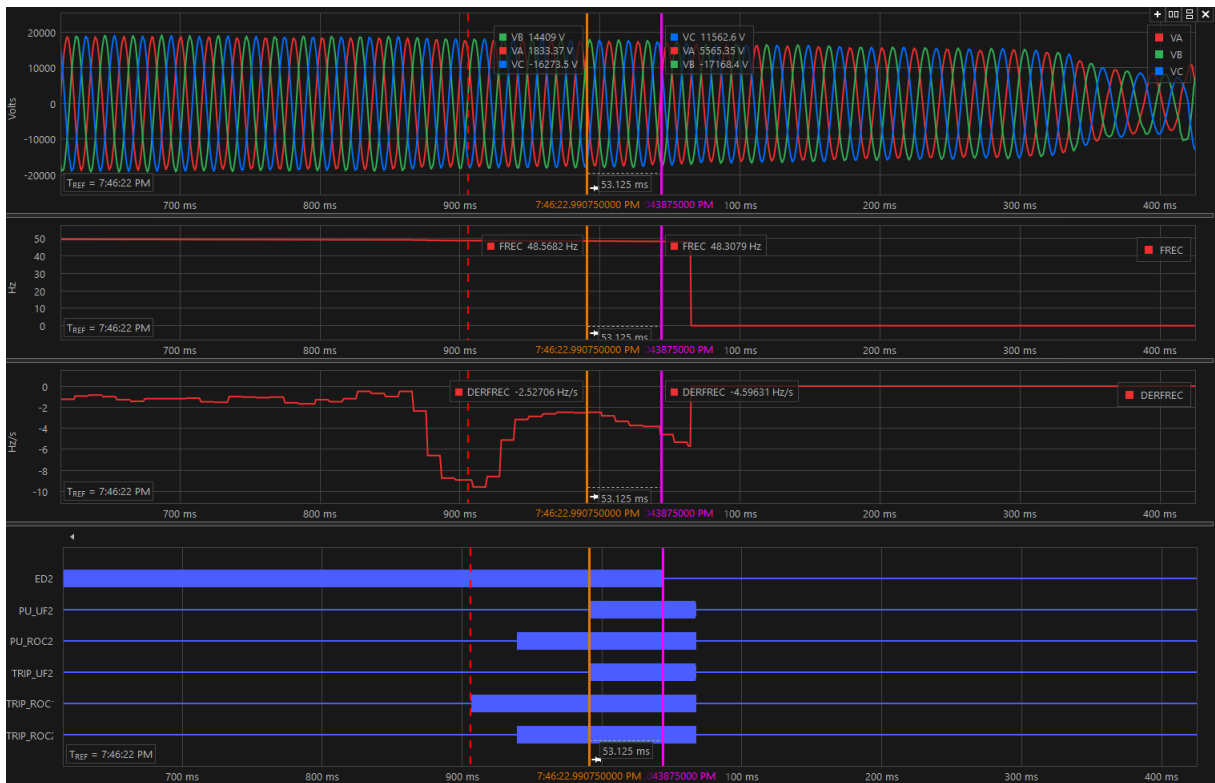 Volts
20000
10000
0
-10000
-20000
VB 14409 V
VA 1833.37 V
VC -16273.5 V
VC 11562.6 V
VA 5565.35 V
VB -17168.4 V
VA
VB
VC
TREF = 7:46:22 PM
53.125 ms
700 ms 800 ms 900 ms 7:46:22.990750000 PM 043875000 PM 100 ms 200 ms 300 ms 400 ms
Hz
50
40
30
20
10
0
FREC 48.5682 Hz
FREC 48.3079 Hz
FREC
TREF = 7:46:22 PM
53.125 ms
700 ms 800 ms 900 ms 7:46:22.990750000 PM 043875000 PM 100 ms 200 ms 300 ms 400 ms
Hz/s
0
-2
-4
-6
-8
-10
DERFREC -2.52706 Hz/s
DERFREC -4.59631 Hz/s
DERFREC
TREF = 7:46:22 PM
53.125 ms
700 ms 800 ms 900 ms 7:46:22.990750000 PM 043875000 PM 100 ms 200 ms 300 ms 400 ms
ED2
PU_UF2
PU_ROC2
TRIP_UF2
TRIP_ROC
TRIP_ROC2
TREF = 7:46:22 PM
53.125 ms
700 ms 800 ms 900 ms 7:46:22.990750000 PM 043875000 PM 100 ms 200 ms 300 ms 400 ms